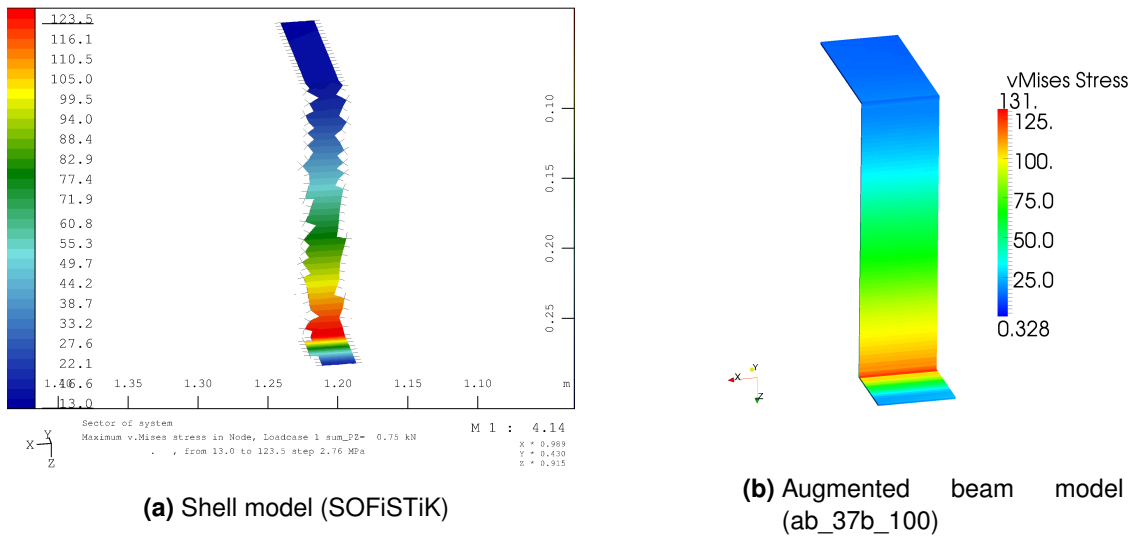 123.5
116.1
110.5
105.0
99.5
94.0
88.4
82.9
77.4
71.9
60.8
55.3
49.7
44.2
38.7
33.2
27.6
22.1
16.6
13.0
0.10
0.15
0.20
0.25
1.40 1.35 1.30 1.25 1.20 1.15 1.10 m
Sector of system
Maximum v.Mises stress in Node, Loadcase 1 sum_PZ= 0.75 kN
. , from 13.0 to 123.5 step 2.76 MPa
M 1 : 4.14
X * 0.989
Y * 0.430
Z * 0.915
X Y
Z
(a) Shell model (SOFiSTiK)
vMises Stress
131.
125.
100.
50.0
25.0
0.328
X Y
Z
(b) Augmented beam model
(ab_37b_100)